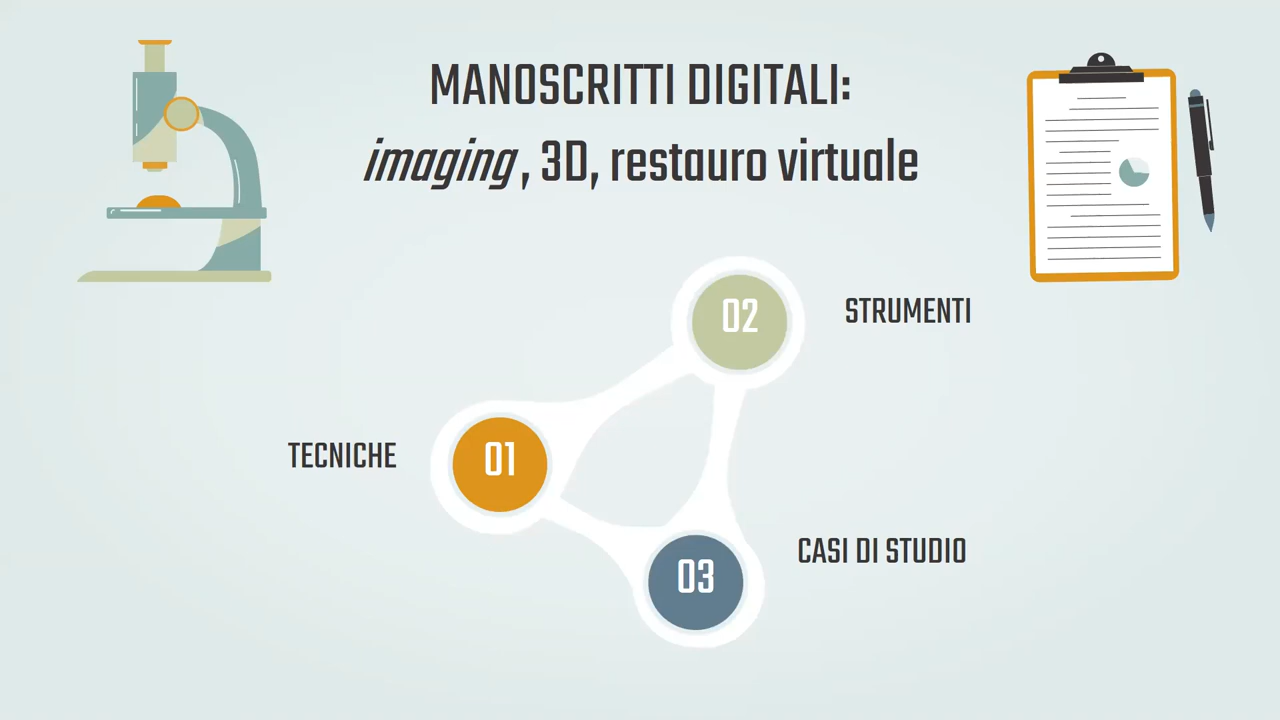 MANOSCRITTI DIGITALI:
imaging, 3D, restauro virtuale
02
STRUMENTI
TECNICHE
01
CASI DI STUDIO
03